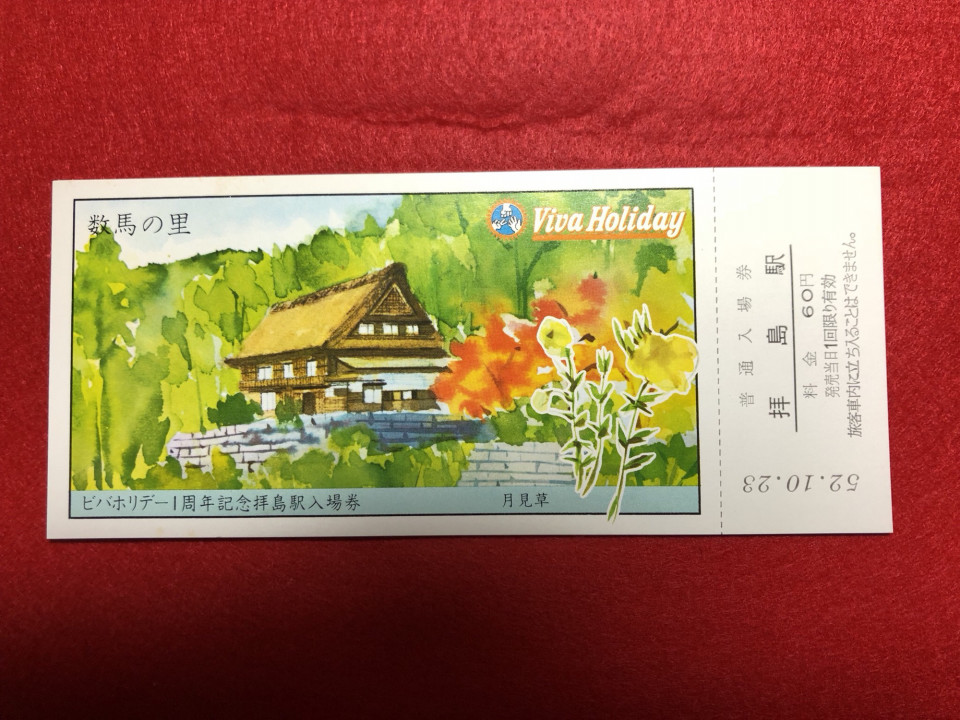 数馬の里
Viva Holiday
ビバホリデー1周年記念拝島駅入場券
月見草
普通入場券
拝島駅
料金 60円
発売当日1回限り有効
旅客車内に立ち入ることはできません。
52.10.23